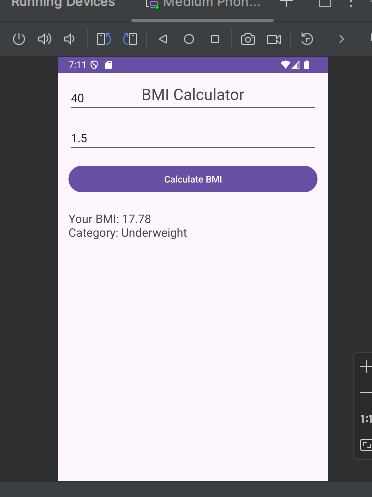 Running Devices Medium Phon...
7:11
BMI Calculator
40
1.5
Calculate BMI
Your BMI: 17.78
Category: Underweight
1:1